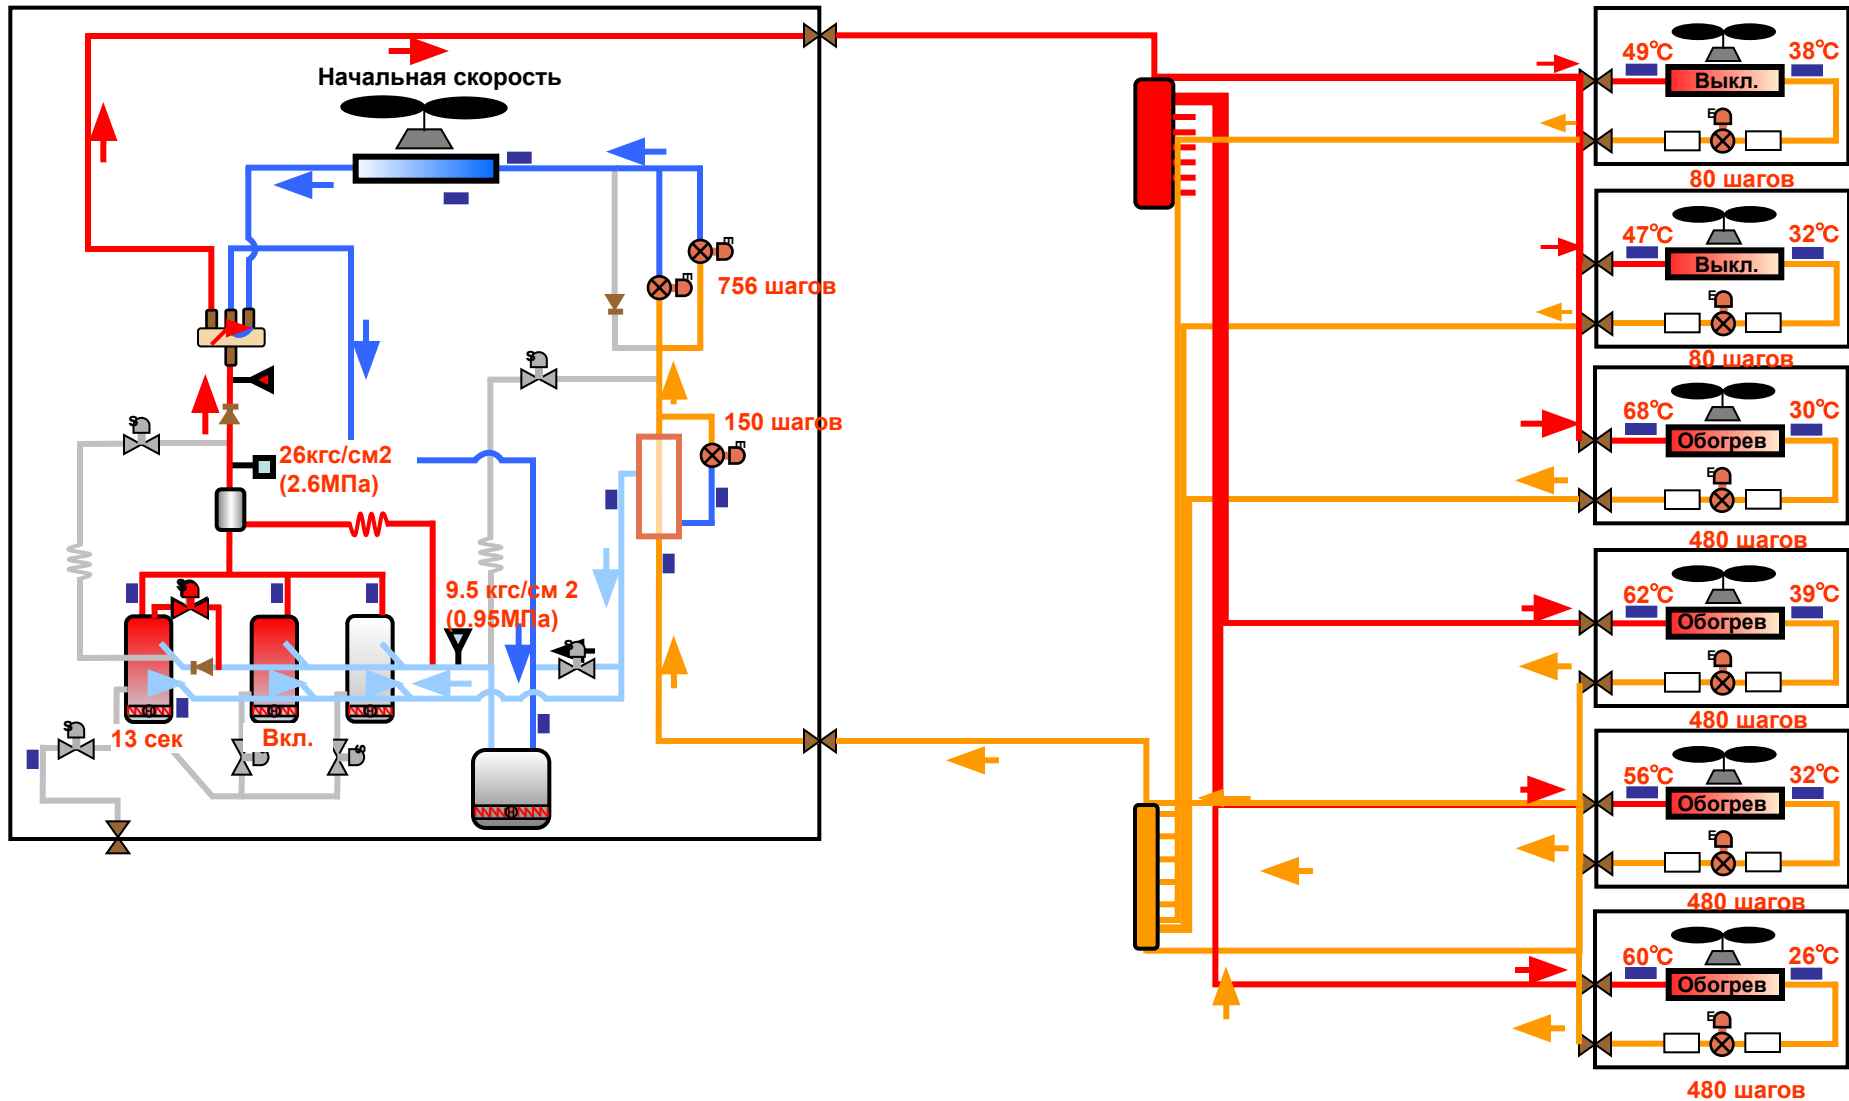 Начальная скорость
756 шагов
150 шагов
26кгс/см2
(2.6МПа)
9.5 кгс/см 2
(0.95МПа)
13 сек
Вкл.
S
S
S
S
S
S
S
E
E
E
H
H
H
H
49℃
38℃
Выкл.
E
80 шагов
47℃
32℃
Выкл.
E
80 шагов
68℃
30℃
Обогрев
E
480 шагов
62℃
39℃
Обогрев
E
480 шагов
56℃
32℃
Обогрев
E
480 шагов
60℃
26℃
Обогрев
E
480 шагов